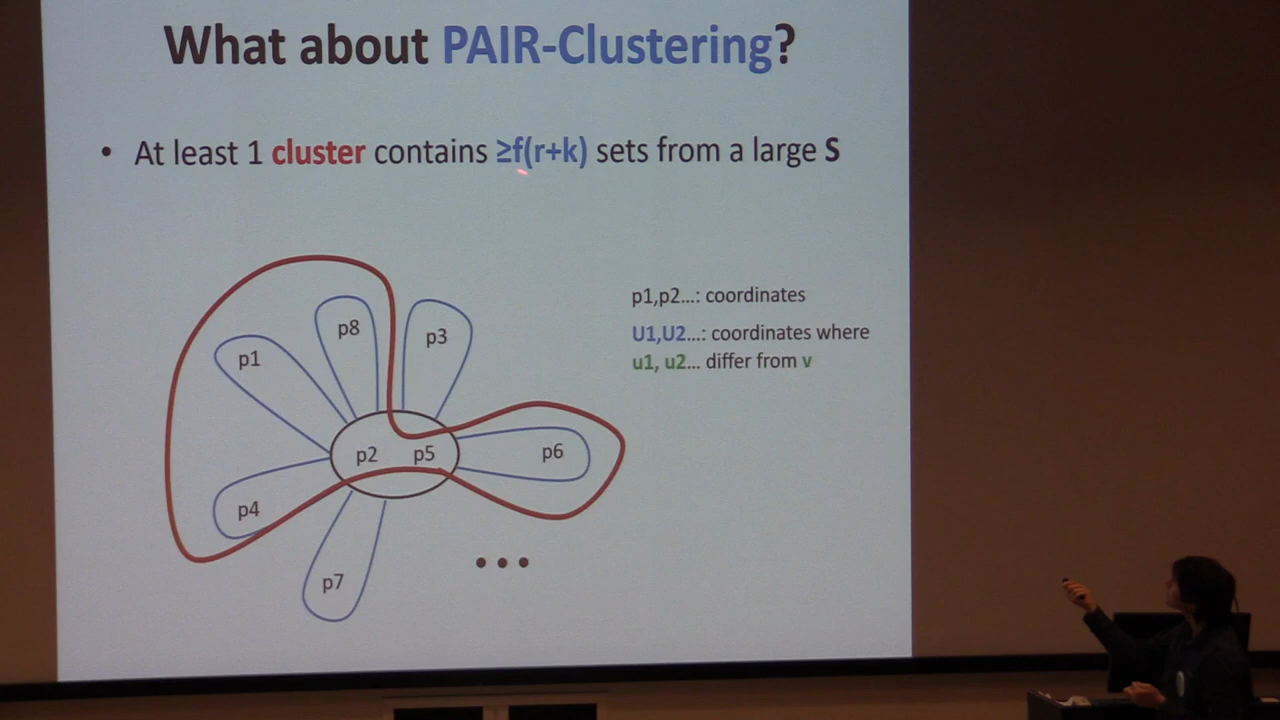 What about PAIR-Clustering?
• At least 1 cluster contains ≥f(r+k) sets from a large S
p1,p2...: coordinates
U1,U2...: coordinates where
u1, u2... differ from v
p8
p3
p1
p2
p5
p6
p4
p7